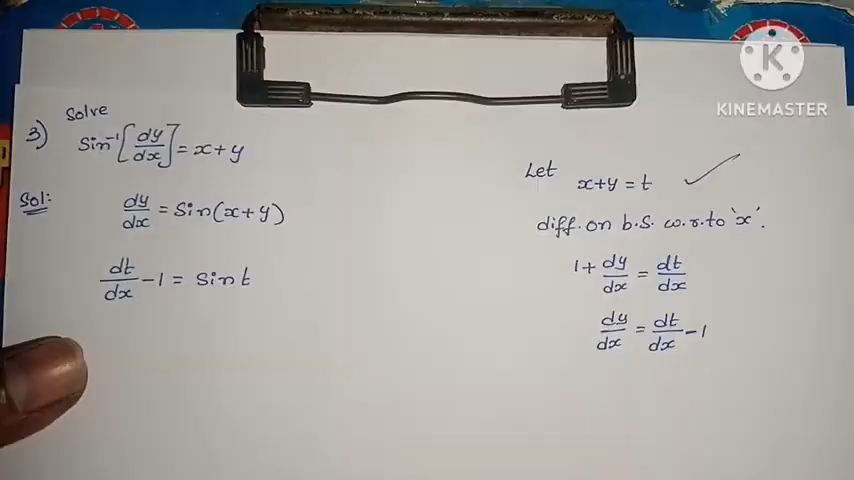 KINEMASTER
3) Solve
Sin⁻¹[dy/dx] = x+y
Sol:
dy/dx = Sin(x+y)
dt/dx - 1 = Sin t
Let
x+y = t ✓
diff. on b.s. w.r.to 'x'.
1 + dy/dx = dt/dx
dy/dx = dt/dx - 1